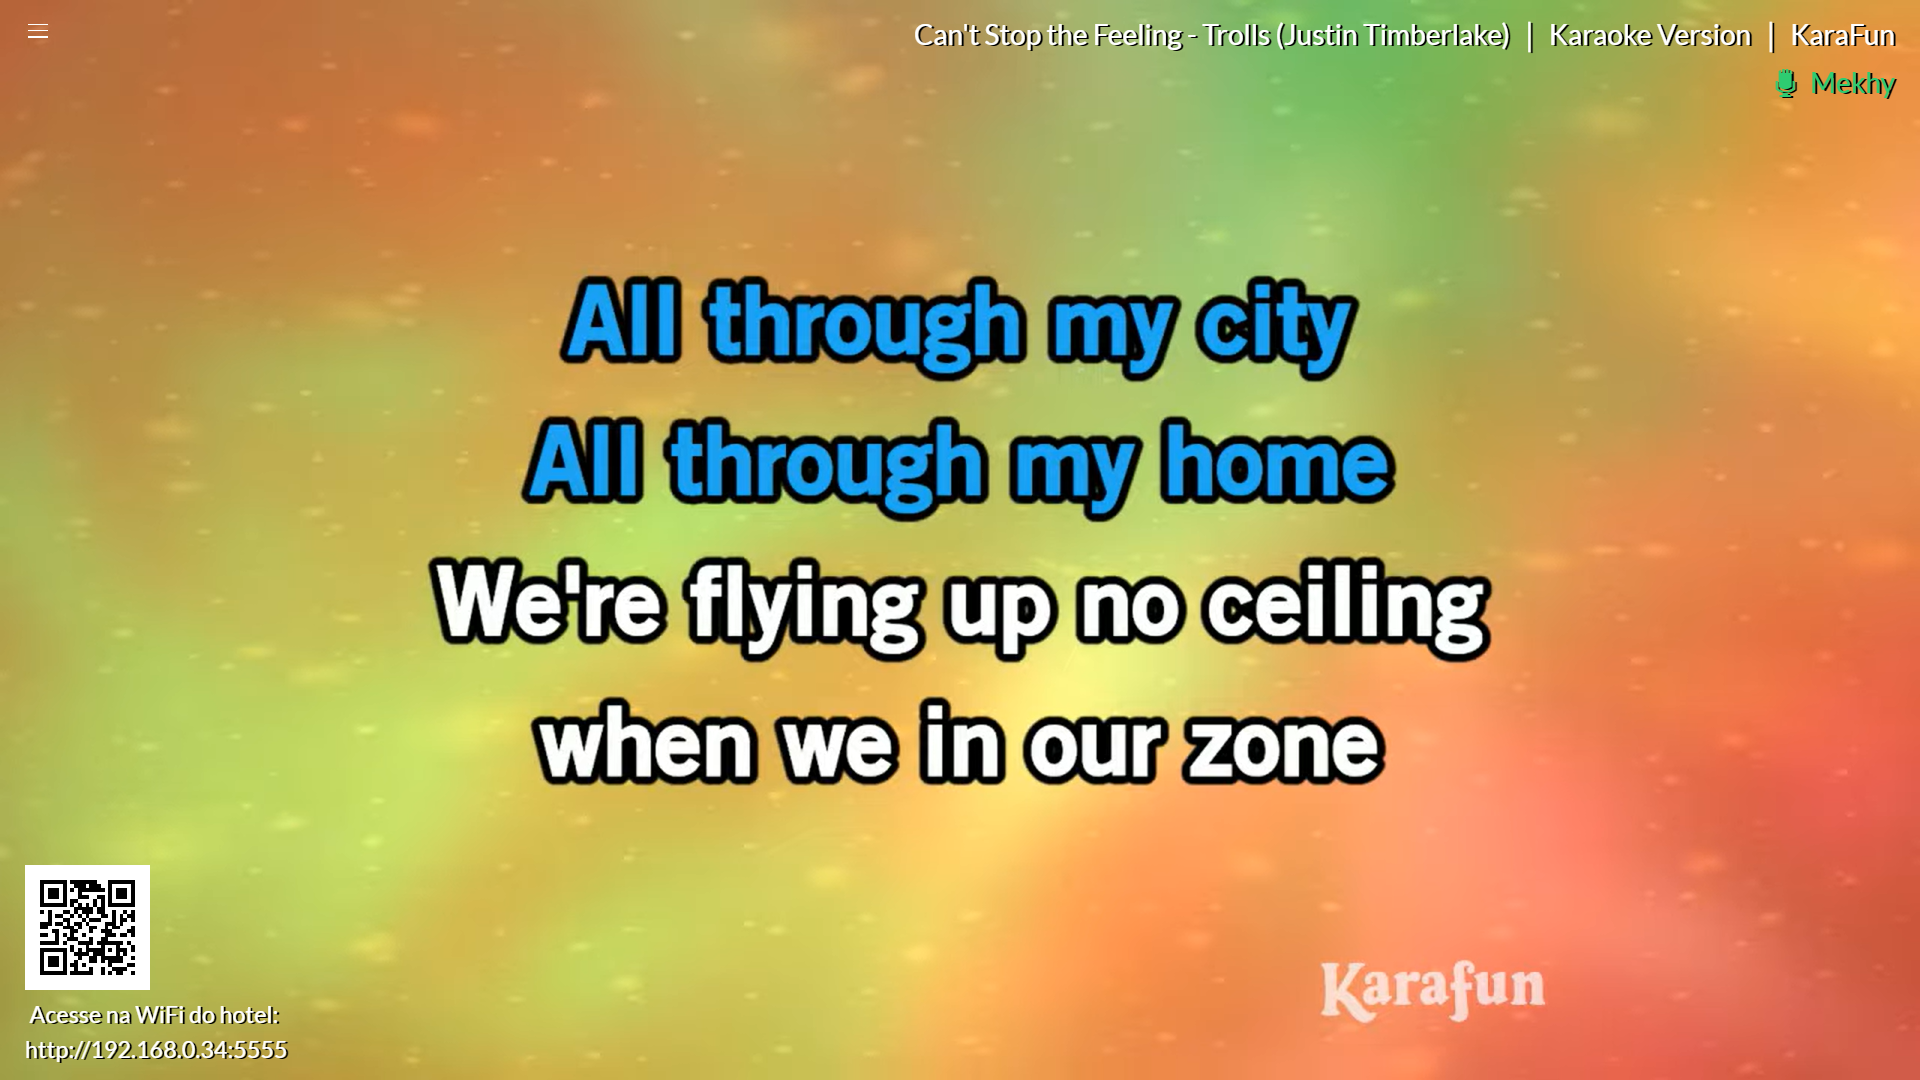 Can't Stop the Feeling - Trolls (Justin Timberlake) | Karaoke Version | KaraFun
Mekhy
All through my city
All through my home
We're flying up no ceiling
when we in our zone
Karafun
Acesse na WiFi do hotel:
http://192.168.0.34:5555